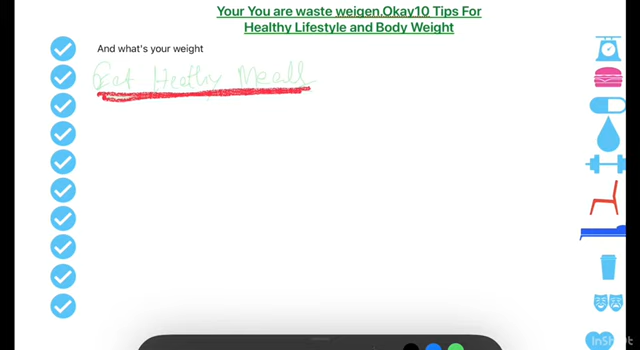 Your You are waste weigen,Okay10 Tips For
Healthy Lifestyle and Body Weight
And what's your weight
Eat Healthy Meals
InShot